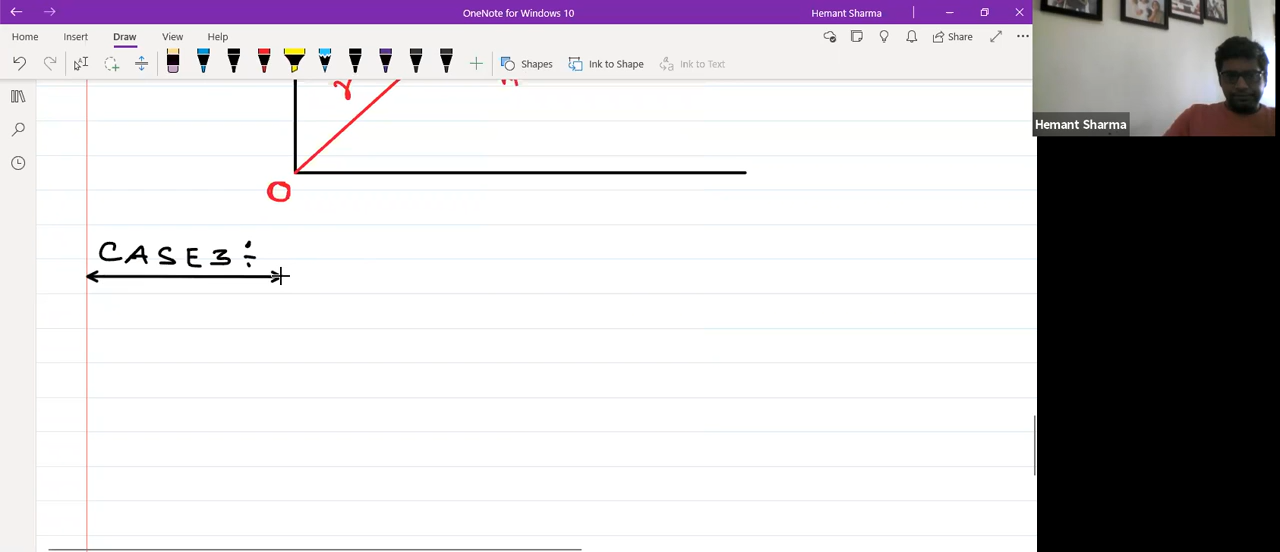 OneNote for Windows 10
Hemant Sharma
Home Insert Draw View Help
Share
Shapes Ink to Shape Ink to Text
Hemant Sharma
r
O
CASE 3 ÷